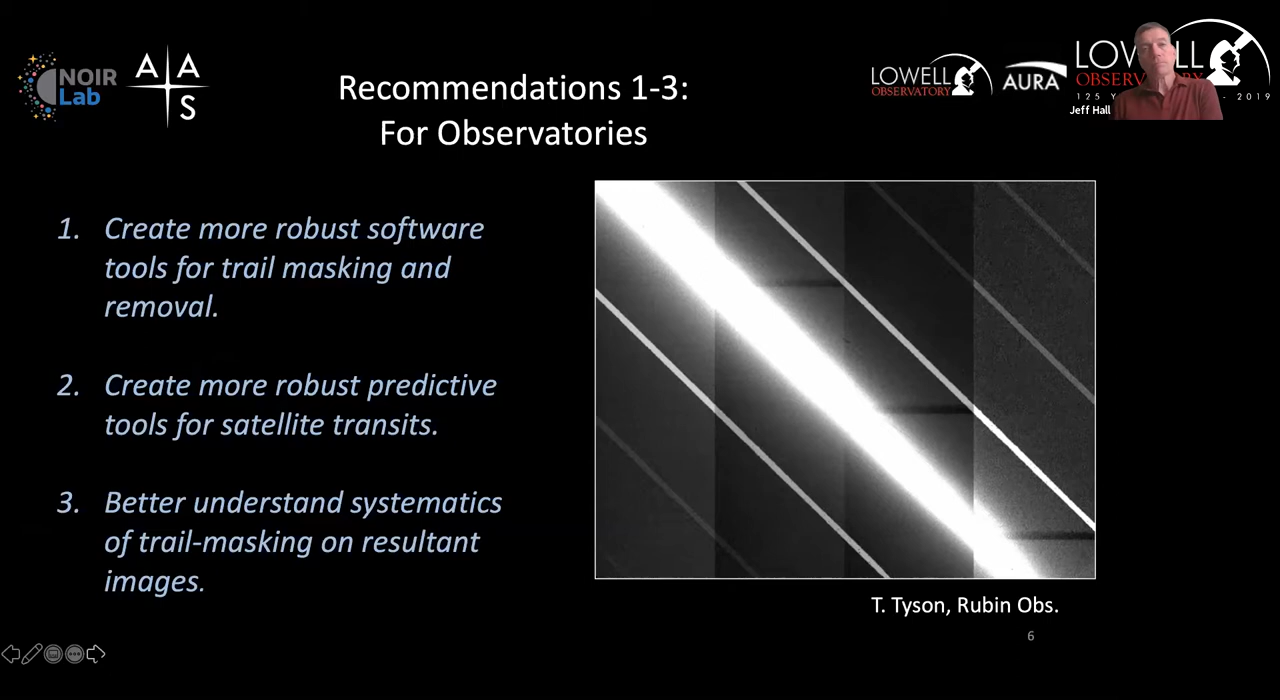 NOIR
Lab
A A
S
Recommendations 1-3:
For Observatories
LOWELL
OBSERVATORY
AURA
Jeff Hall
1. Create more robust software
tools for trail masking and
removal.
2. Create more robust predictive
tools for satellite transits.
3. Better understand systematics
of trail-masking on resultant
images.
T. Tyson, Rubin Obs.
6